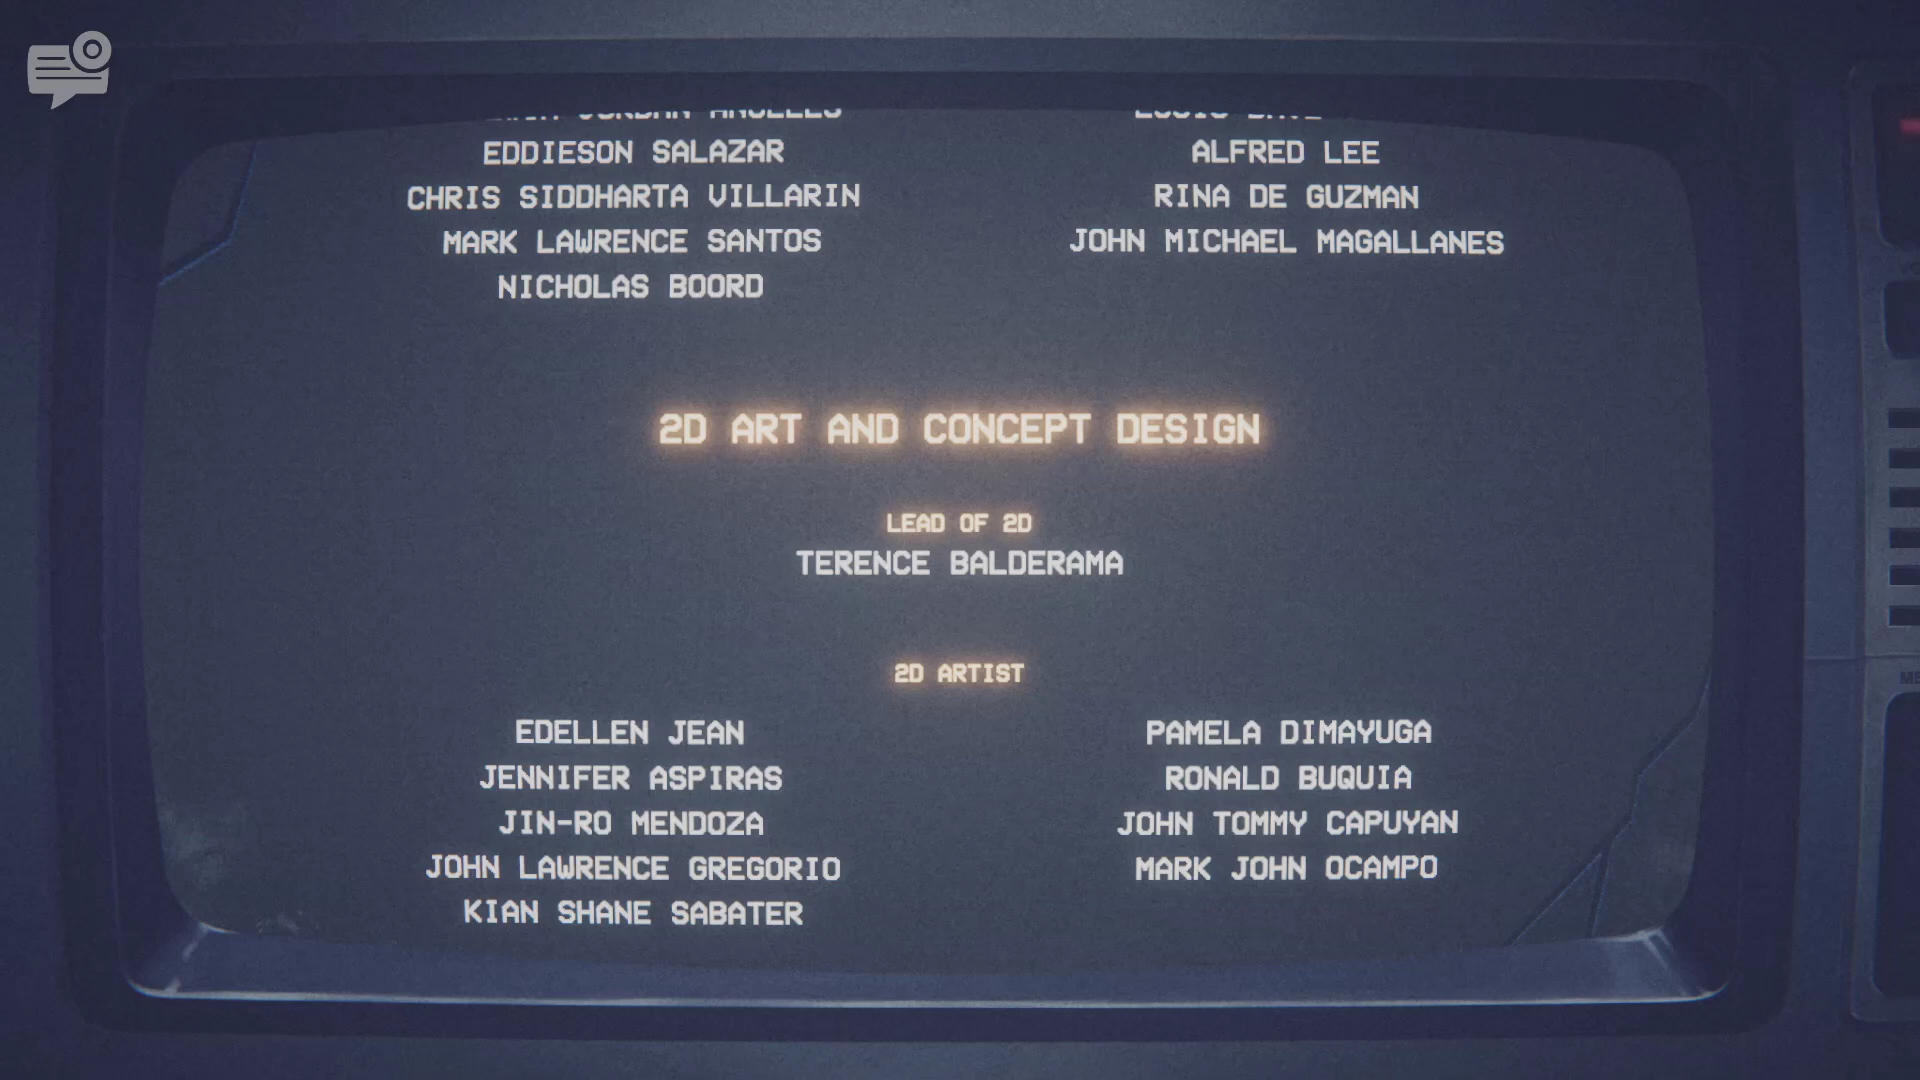 JORDAN ANGELES
EDDIESON SALAZAR
ALFRED LEE
CHRIS SIDDHARTA VILLARIN
RINA DE GUZMAN
MARK LAWRENCE SANTOS
JOHN MICHAEL MAGALLANES
NICHOLAS BOORD
2D ART AND CONCEPT DESIGN
LEAD OF 2D
TERENCE BALDERAMA
2D ARTIST
EDELLEN JEAN
PAMELA DIMAYUGA
JENNIFER ASPIRAS
RONALD BUQUIA
JIN-RO MENDOZA
JOHN TOMMY CAPUYAN
JOHN LAWRENCE GREGORIO
MARK JOHN OCAMPO
KIAN SHANE SABATER